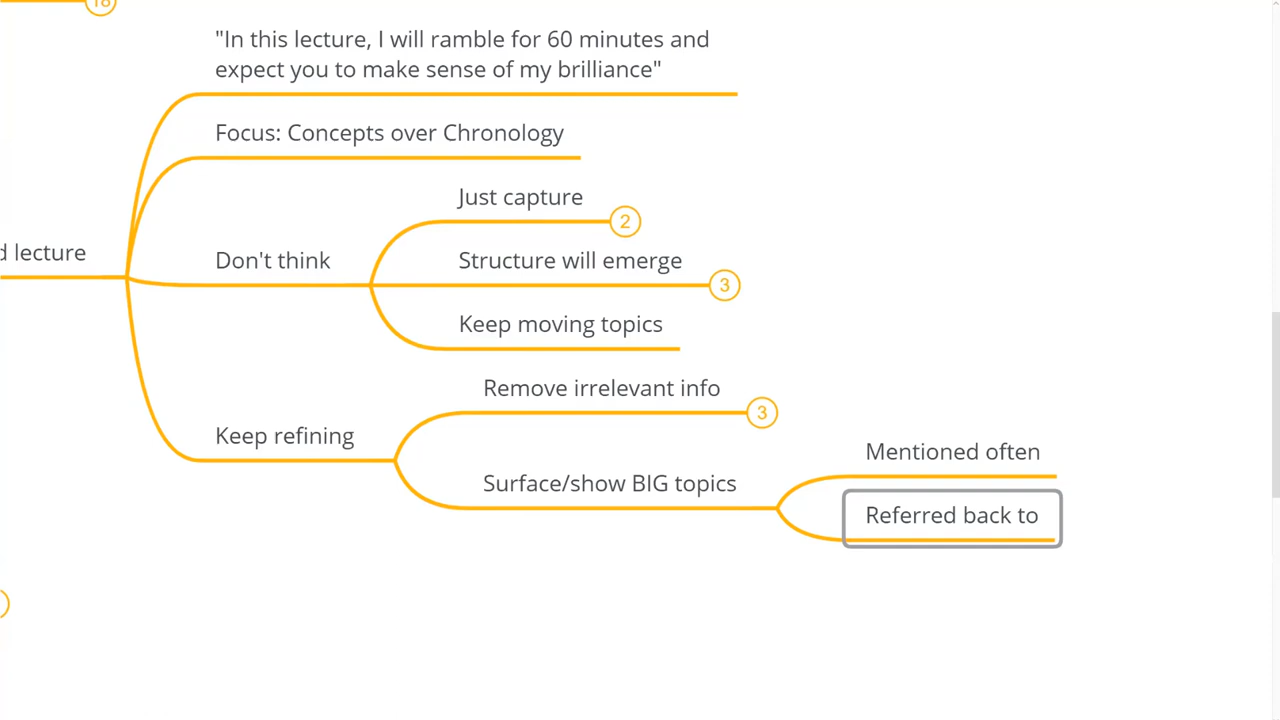 18
"In this lecture, I will ramble for 60 minutes and
expect you to make sense of my brilliance"
Focus: Concepts over Chronology
Just capture
2
lecture
Don't think
Structure will emerge
3
Keep moving topics
Remove irrelevant info
3
Keep refining
Mentioned often
Surface/show BIG topics
Referred back to